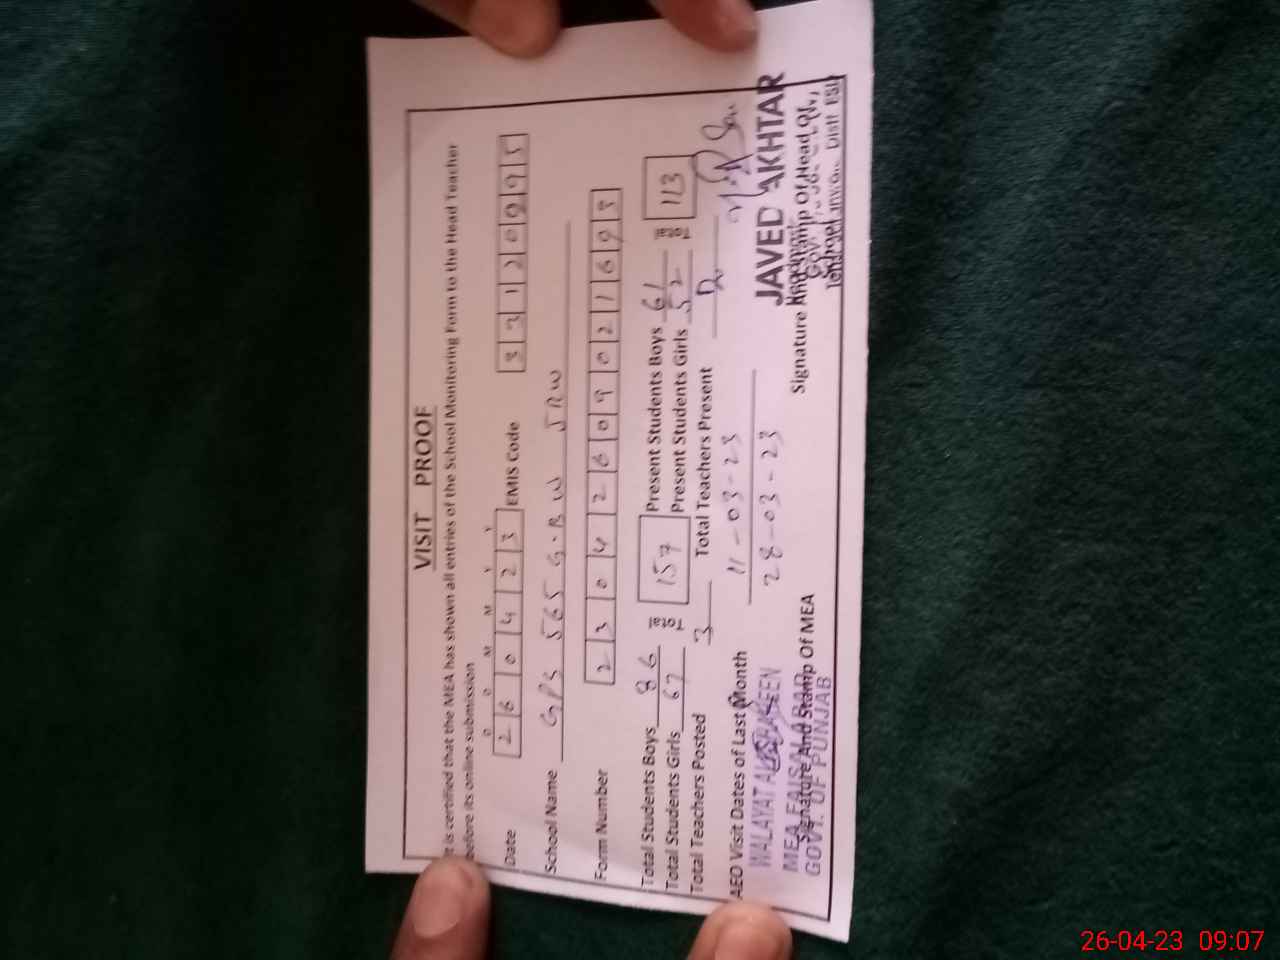 VISIT PROOF
It is certified that the MEA has shown all entries of the School Monitoring Form to the Head Teacher
before its online submission
D D M M Y Y
Date 2 6 0 4 2 3 EMIS Code 3 3 1 2 0 9 9 5
School Name GPS 565 G.B W JRW
Form Number 2 3 0 4 2 6 0 9 0 2 1 6 9 3
Total Students Boys 86 Total 157 Present Students Boys 61 Total 113
Total Students Girls 67 Present Students Girls 52
Total Teachers Posted 3 Total Teachers Present
AEO Visit Dates of Last Month 11-03-23
28-03-23
WALAYAT ALI
MEA FAISALABAD
GOVT. OF PUNJAB
Signature And Stamp Of MEA
JAVED AKHTAR
Signature And Stamp Of Head Of
School
26-04-23 09:07